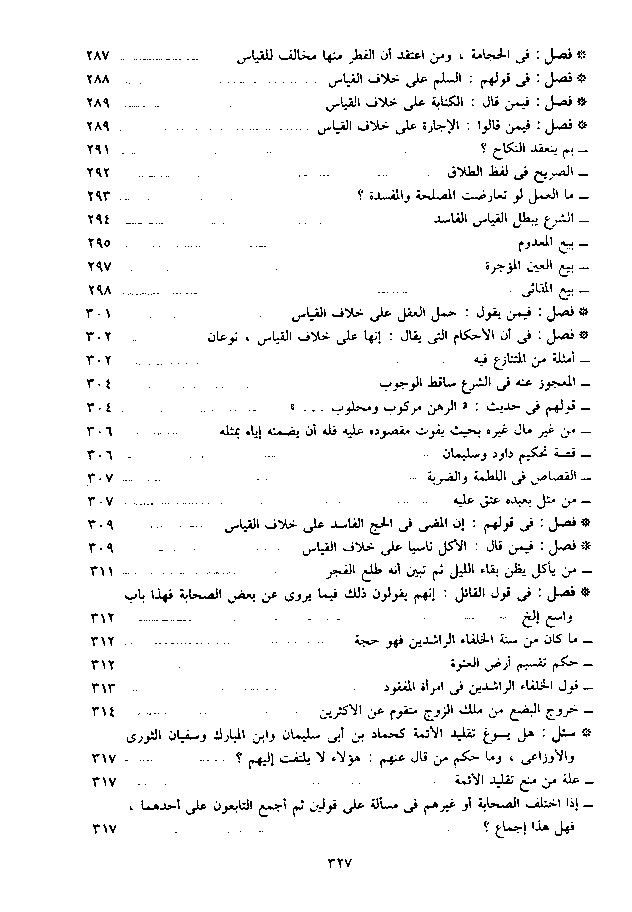 * فصل : فى الحجامة ، ومن اعتقد أن الفطر منها مخالف للقياس ٢٨٧
* فصل : فى قولهم : السلم على خلاف القياس ٢٨٨
* فصل : فيمن قال : الكتابة على خلاف القياس ٢٨٩
* فصل : فيمن قالوا : الإجارة على خلاف القياس ٢٨٩
ـ بم ينعقد النكاح ؟ ٢٩١
ـ الصريح فى لفظ الطلاق ٢٩٢
ـ ما العمل لو تعارضت المصلحة والمفسدة ؟ ٢٩٣
ـ الشرع يبطل القياس الفاسد ٢٩٤
ـ بيع المعدوم ٢٩٥
ـ بيع العين المؤجرة ٢٩٧
ـ بيع المقاثى ٢٩٨
* فصل : فيمن يقول : حمل العقل على خلاف القياس ٣٠١
* فصل : فى أن الأحكام التى يقال : إنها على خلاف القياس ، نوعان ٣٠٢
ـ أمثلة من المتنازع فيه ٣٠٢
ـ المعجوز عنه فى الشرع ساقط الوجوب ٣٠٤
ـ قولهم فى حديث : « الرهن مركوب ومحلوب ... » ٣٠٤
ـ من غير مال غيره بحيث يفوت مقصوده عليه فله أن يضمنه إياه بمثله ٣٠٦
ـ قصة تحكيم داود وسليمان ٣٠٦
ـ القصاص فى اللطمة والضربة ٣٠٧
ـ من مثل بعبده عتق عليه ٣٠٧
* فصل : فى قولهم : إن المضى فى الحج الفاسد على خلاف القياس ٣٠٩
* فصل : فيمن قال : الأكل ناسيا على خلاف القياس ٣٠٩
ـ من يأكل يظن بقاء الليل ثم تبين أنه طلع الفجر ٣١١
* فصل : فى قول القائل : إنهم يقولون ذلك فيما يروى عن بعض الصحابة فهذا باب
واسع إلخ ٣١٢
ـ ما كان من سنة الخلفاء الراشدين فهو حجة ٣١٢
ـ حكم تقسيم أرض العنوة ٣١٢
ـ قول الخلفاء الراشدين فى امرأة المفقود ٣١٣
ـ خروج البضع من ملك الزوج متقوم عن الأكثرين ٣١٤
* سئل : هل يسوغ تقليد الأئمة كحماد بن أبى سليمان وابن المبارك وسفيان الثورى
والأوزاعى ، وما حكم من قال عنهم : هؤلاء لا يلتفت إليهم ؟ ٣١٧
ـ علة من منع تقليد الأئمة ٣١٧
ـ إذا اختلف الصحابة أو غيرهم فى مسألة على قولين ثم أجمع التابعون على أحدهما ،
فهل هذا إجماع ؟ ٣١٧
٣٢٧